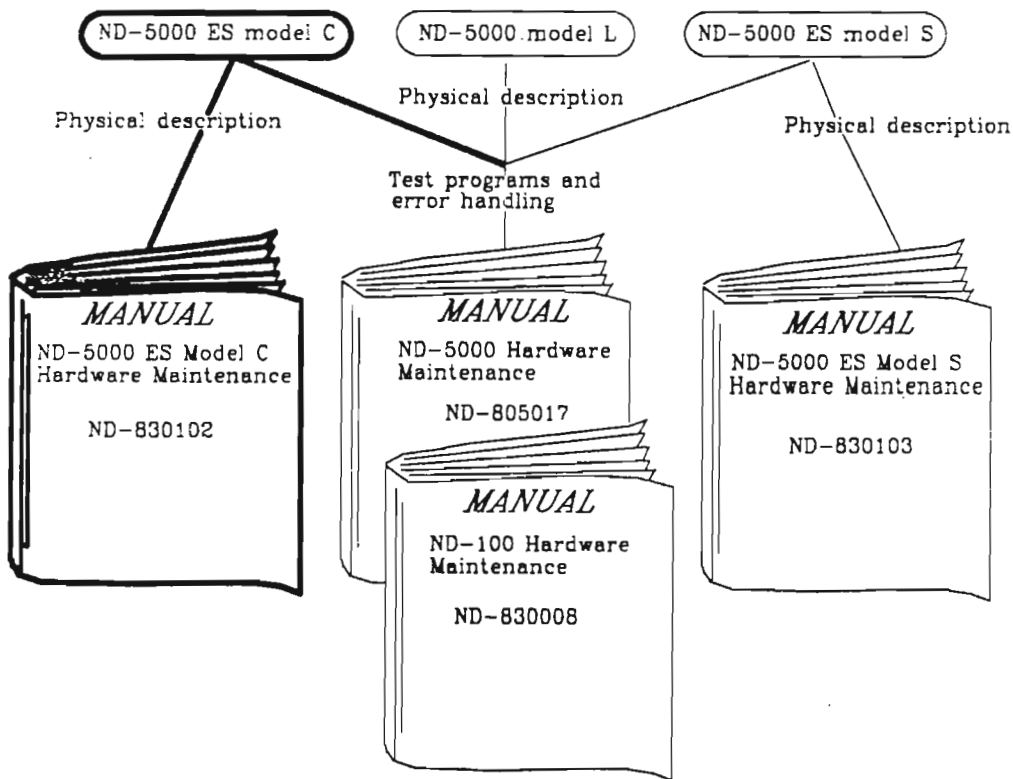 ND-5000 ES model C
ND-5000 model L
ND-5000 ES model S
Physical description
Physical description
Physical description
Test programs and
error handling
MANUAL
ND-5000 ES Model C
Hardware Maintenance
ND-830102
MANUAL
ND-5000 Hardware
Maintenance
ND-805017
MANUAL
ND-5000 ES Model S
Hardware Maintenance
ND-830103
MANUAL
ND-100 Hardware
Maintenance
ND-830008